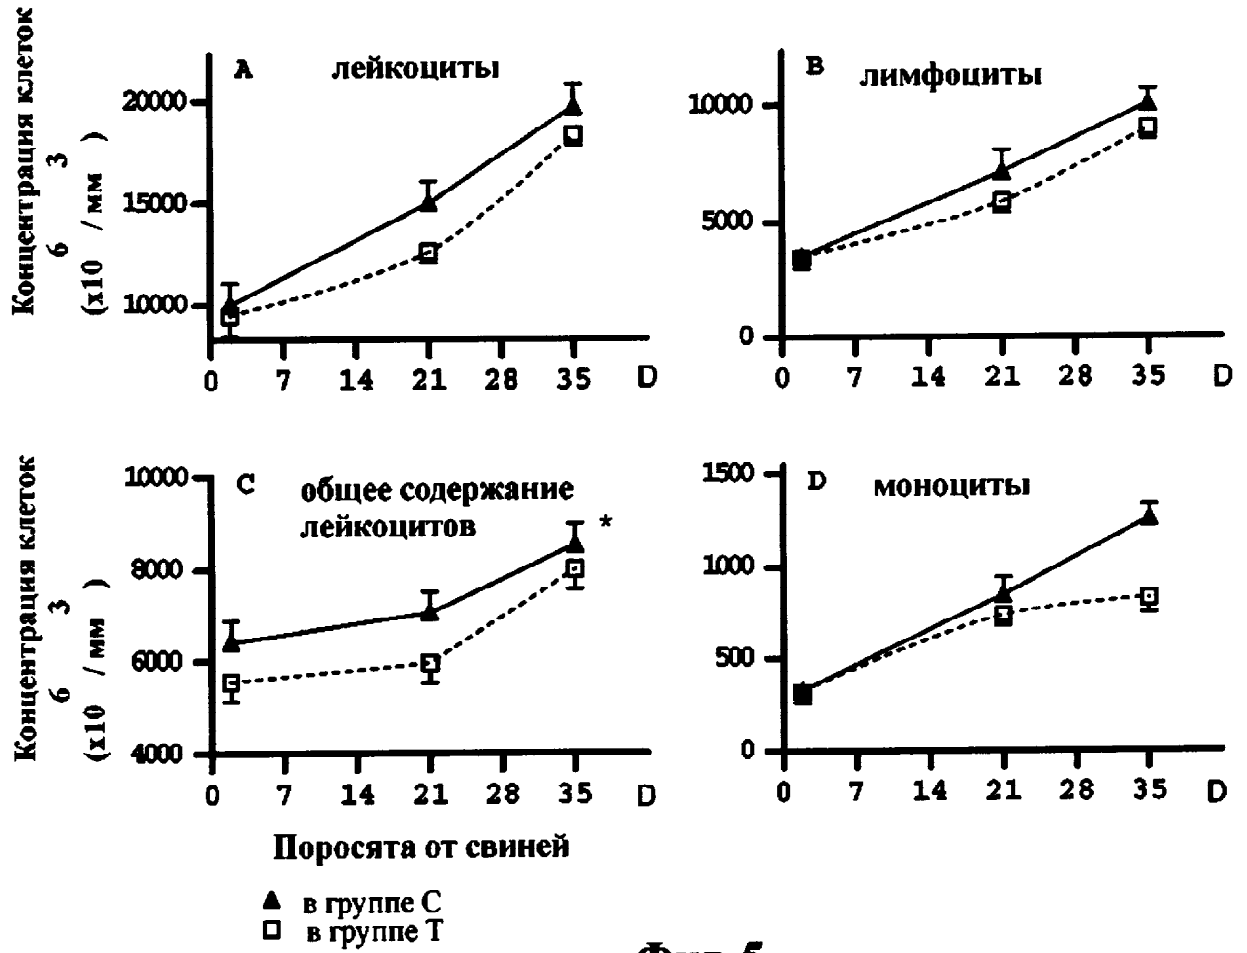 Концентрация клеток
(x10 6 /мм 3 )
A лейкоциты
20000
15000
10000
0 7 14 21 28 35 D
B лимфоциты
10000
5000
0
0 7 14 21 28 35 D
Концентрация клеток
(x10 6 /мм 3 )
C общее содержание
лейкоцитов
*
10000
8000
6000
4000
0 7 14 21 28 35 D
D моноциты
1500
1000
500
0
0 7 14 21 28 35 D
Поросята от свиней
в группе С
в группе Т